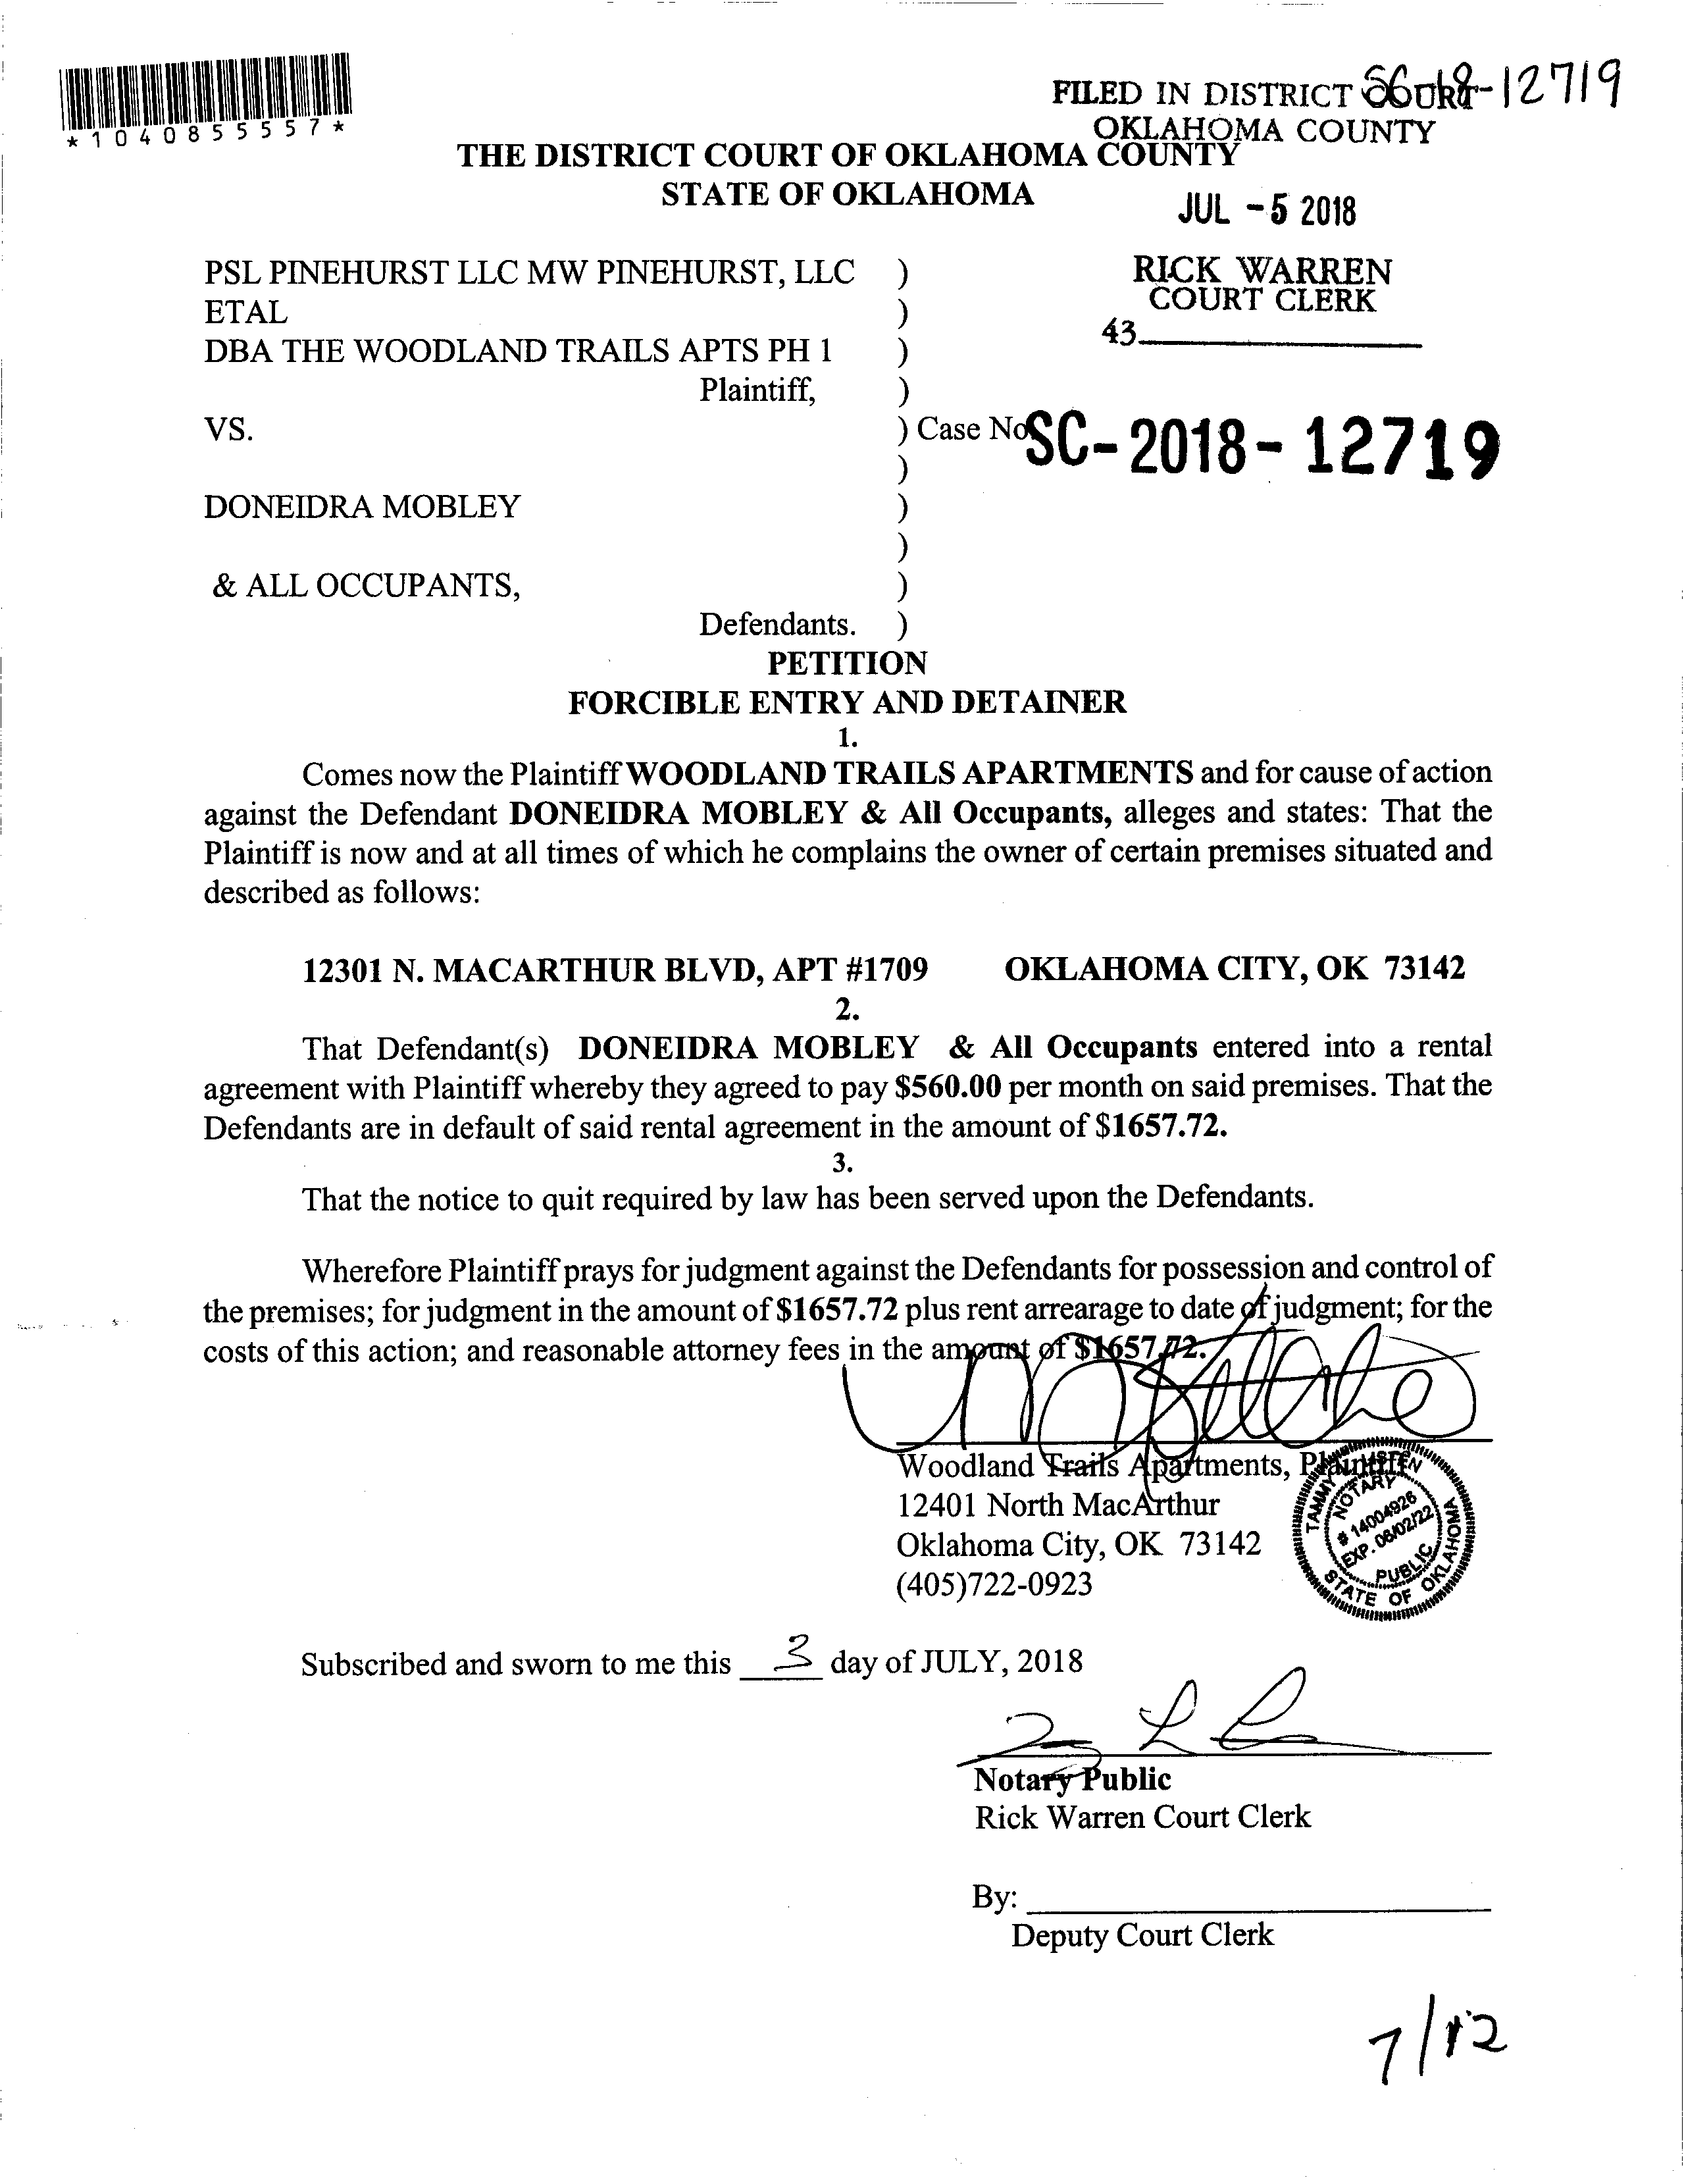 *1040855557*
FILED IN DISTRICT COURT
18-12719
OKLAHOMA COUNTY
THE DISTRICT COURT OF OKLAHOMA COUNTY
STATE OF OKLAHOMA
JUL -5 2018
PSL PINEHURST LLC MW PINEHURST, LLC )
RICK WARREN
ETAL )
COURT CLERK
43
DBA THE WOODLAND TRAILS APTS PH 1 )
Plaintiff, )
VS. ) Case No SC-2018-12719
)
DONEIDRA MOBLEY )
)
& ALL OCCUPANTS, )
Defendants. )
PETITION
FORCIBLE ENTRY AND DETAINER
1.
Comes now the Plaintiff WOODLAND TRAILS APARTMENTS and for cause of action
against the Defendant DONEIDRA MOBLEY & All Occupants, alleges and states: That the
Plaintiff is now and at all times of which he complains the owner of certain premises situated and
described as follows:
12301 N. MACARTHUR BLVD, APT #1709 OKLAHOMA CITY, OK 73142
2.
That Defendant(s) DONEIDRA MOBLEY & All Occupants entered into a rental
agreement with Plaintiff whereby they agreed to pay $560.00 per month on said premises. That the
Defendants are in default of said rental agreement in the amount of $1657.72.
3.
That the notice to quit required by law has been served upon the Defendants.
Wherefore Plaintiff prays for judgment against the Defendants for possession and control of
the premises; for judgment in the amount of $1657.72 plus rent arrearage to date of judgment; for the
costs of this action; and reasonable attorney fees in the amount of $1657.72.
Woodland Trails Apartments, Plaintiff
12401 North MacArthur
Oklahoma City, OK 73142
(405)722-0923
TAMMY
NOTARY
# 14004926
EXP. 06/02/22
PUBLIC
STATE OF OKLAHOMA
Subscribed and sworn to me this 3 day of JULY, 2018
Notary Public
Rick Warren Court Clerk
By:
Deputy Court Clerk
7/12